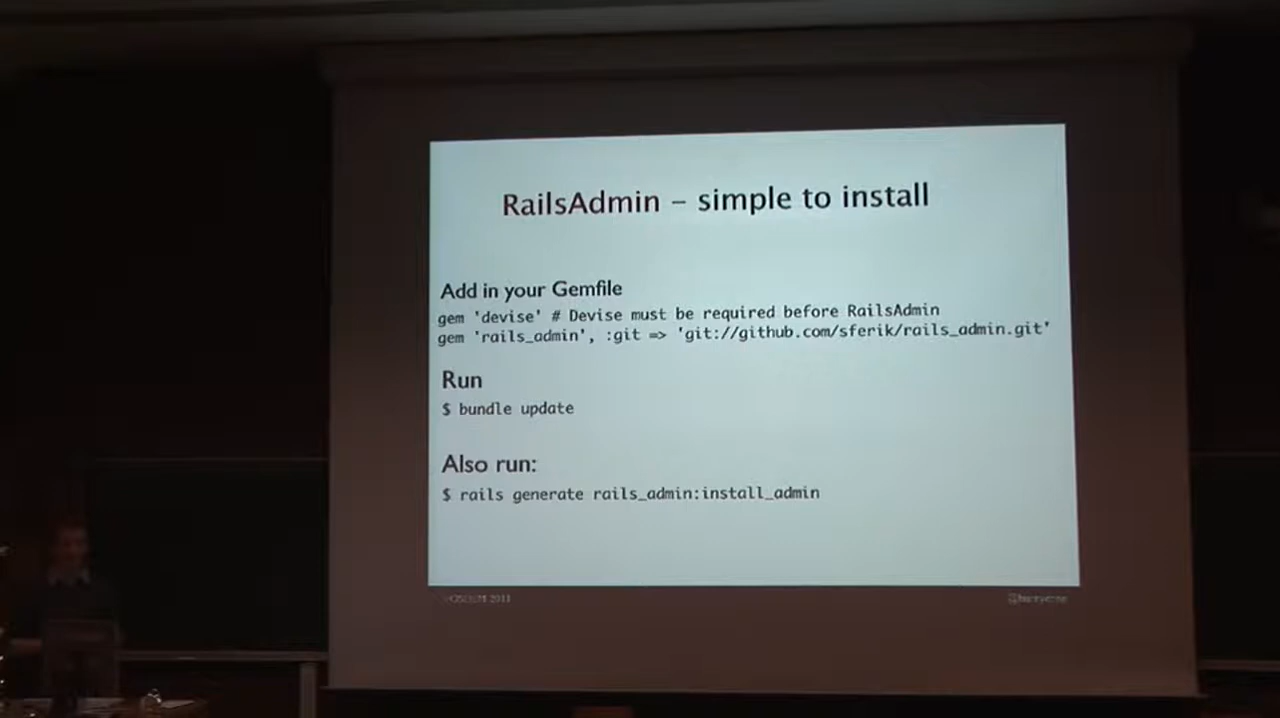 RailsAdmin – simple to install
Add in your Gemfile
gem 'devise' # Devise must be required before RailsAdmin
gem 'rails_admin', :git => 'git://github.com/sferik/rails_admin.git'
Run
$ bundle update
Also run:
$ rails generate rails_admin:install_admin
2011